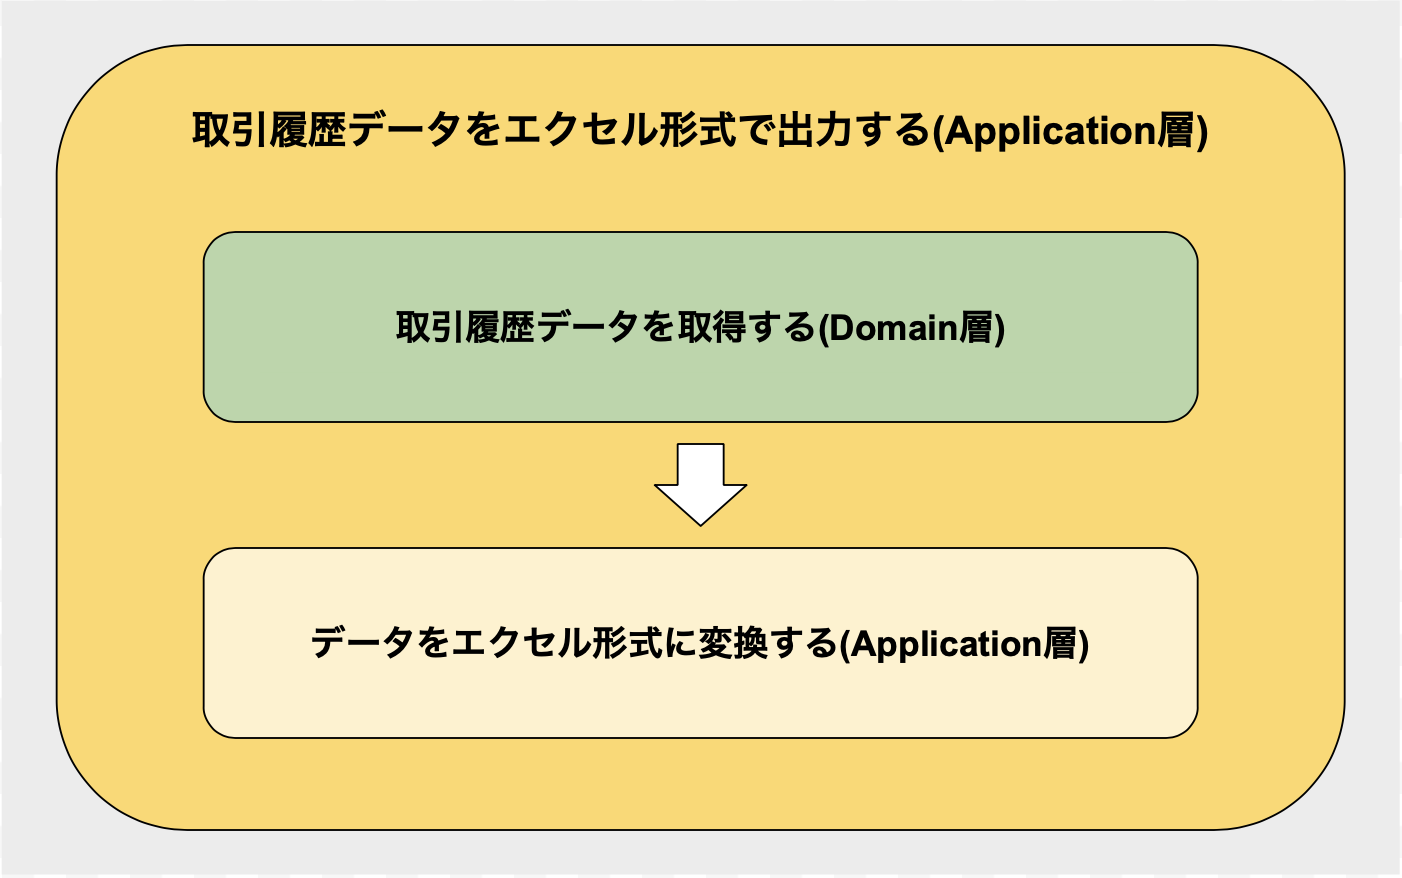 取引履歴データをエクセル形式で出力する(Application層)
取引履歴データを取得する(Domain層)
データをエクセル形式に変換する(Application層)